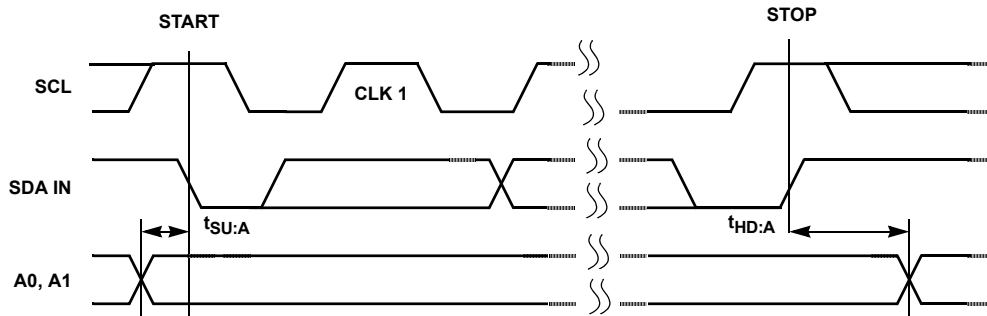 START
STOP
SCL
CLK 1
SDA IN
tSU:A
tHD:A
A0, A1